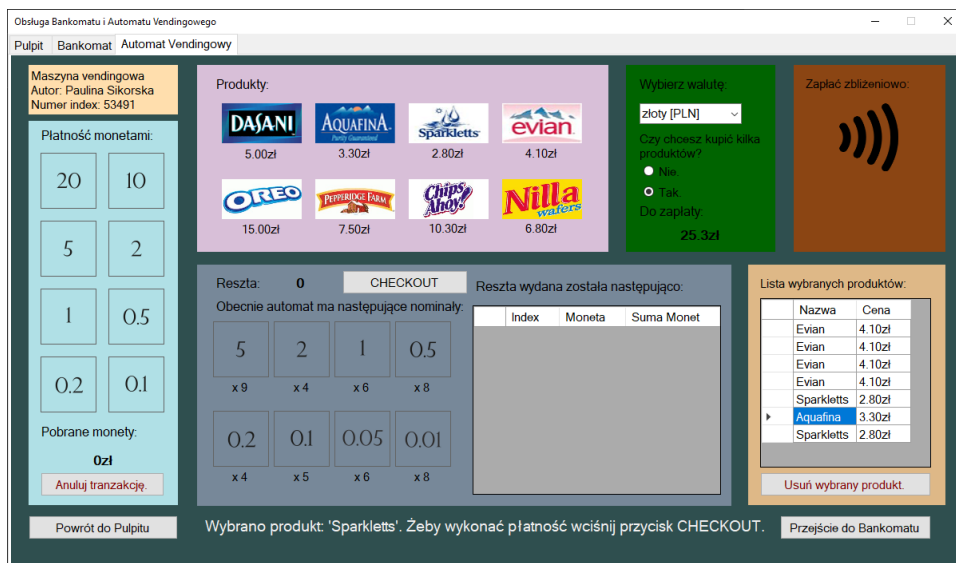 Obsługa Bankomatu i Automatu Vendingowego
Pulpit Bankomat Automat Vendingowy
Maszyna vendingowa
Autor: Paulina Sikorska
Numer index: 53491
Płatność monetami:
20 10
5 2
1 0.5
0.2 0.1
Pobrane monety:
0zł
Anuluj tranzakcję.
Powrót do Pulpitu
Produkty:
DASANI AQUAFINA. Sparkletts evian.
Purity Guaranteed
5.00zł 3.30zł 2.80zł 4.10zł
OREO PEPPERIDGE FARM Chips Ahoy! Nilla wafers
15.00zł 7.50zł 10.30zł 6.80zł
Wybierz walutę:
złoty [PLN]
Czy chcesz kupić kilka
produktów?
Nie.
Tak.
Do zapłaty:
25.3zł
Zapłać zbliżeniowo:
Reszta: 0 CHECKOUT
Obecnie automat ma następujące nominały:
5 2 1 0.5
x 9 x 4 x 6 x 8
0.2 0.1 0.05 0.01
x 4 x 5 x 6 x 8
Reszta wydana została następująco:
Index Moneta Suma Monet
Lista wybranych produktów:
Nazwa Cena
Evian 4.10zł
Evian 4.10zł
Evian 4.10zł
Evian 4.10zł
Sparkletts 2.80zł
Aquafina 3.30zł
Sparkletts 2.80zł
Usuń wybrany produkt.
Wybrano produkt: 'Sparkletts'. Żeby wykonać płatność wciśnij przycisk CHECKOUT.
Przejście do Bankomatu